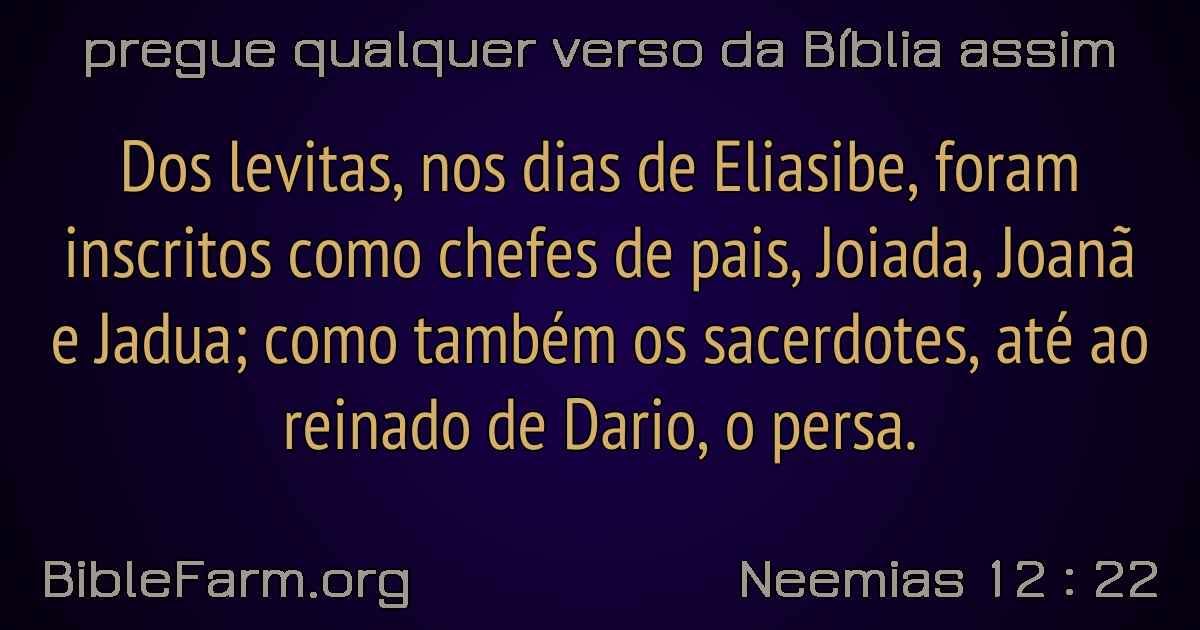 pregue qualquer verso da Bíblia assim
Dos levitas, nos dias de Eliasibe, foram
inscritos como chefes de pais, Joiada, Joanã
e Jadua; como também os sacerdotes, até ao
reinado de Dario, o persa.
BibleFarm.org
Neemias 12 : 22